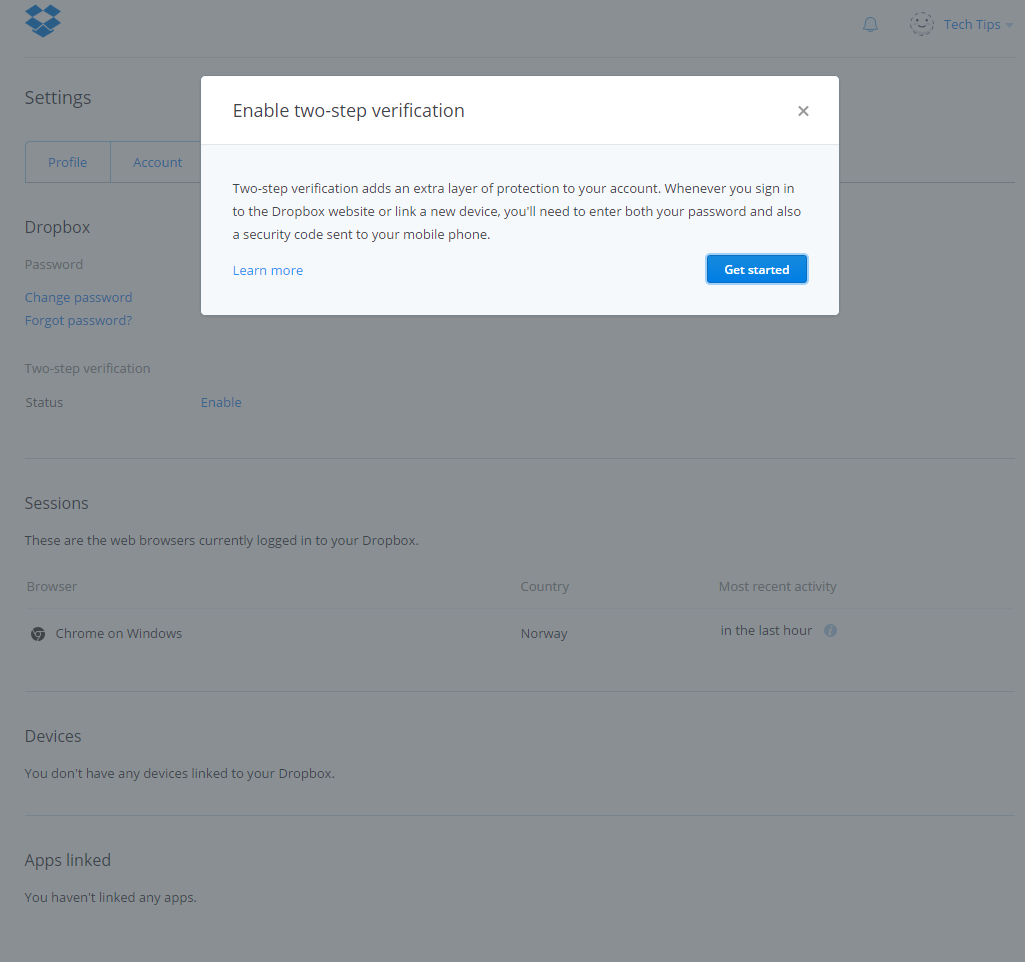 Tech Tips
Settings
Enable two-step verification
×
Profile
Account
Two-step verification adds an extra layer of protection to your account. Whenever you sign in
to the Dropbox website or link a new device, you'll need to enter both your password and also
a security code sent to your mobile phone.
Learn more
Get started
Dropbox
Password
Change password
Forgot password?
Two-step verification
Status Enable
Sessions
These are the web browsers currently logged in to your Dropbox.
Browser Country Most recent activity
Chrome on Windows Norway in the last hour
Devices
You don't have any devices linked to your Dropbox.
Apps linked
You haven't linked any apps.